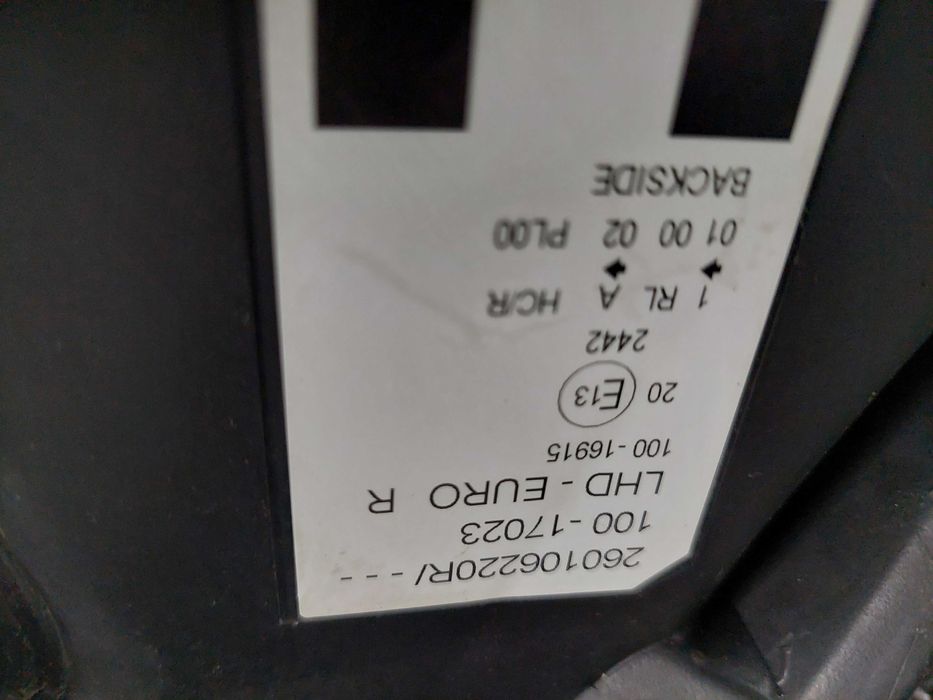 260106220R/ - - -
100 -17023
LHD - EURO R
100 -16915
20 E13
2442
1 RL A HC/R
01 00 02 PL00
BACKSIDE